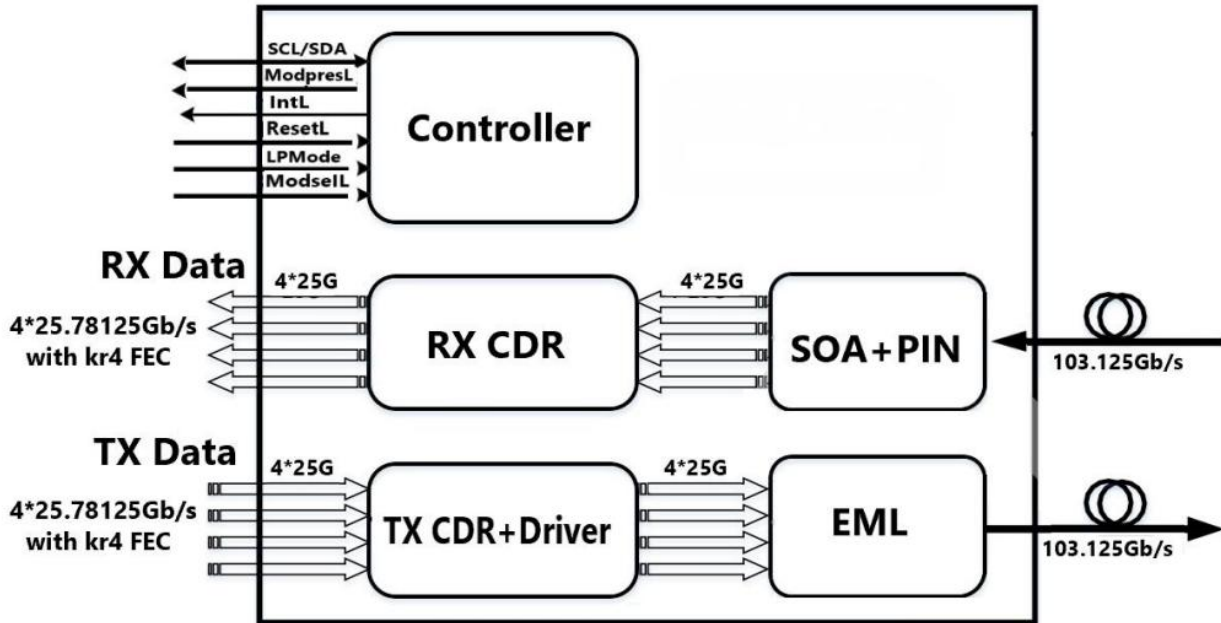 SCL/SDA
ModpresL
IntL
ResetL
LPMode
ModselL
Controller
RX Data
4*25G
4*25G
4*25.78125Gb/s
with kr4 FEC
RX CDR
SOA+PIN
103.125Gb/s
TX Data
4*25G
4*25G
4*25.78125Gb/s
with kr4 FEC
TX CDR+Driver
EML
103.125Gb/s